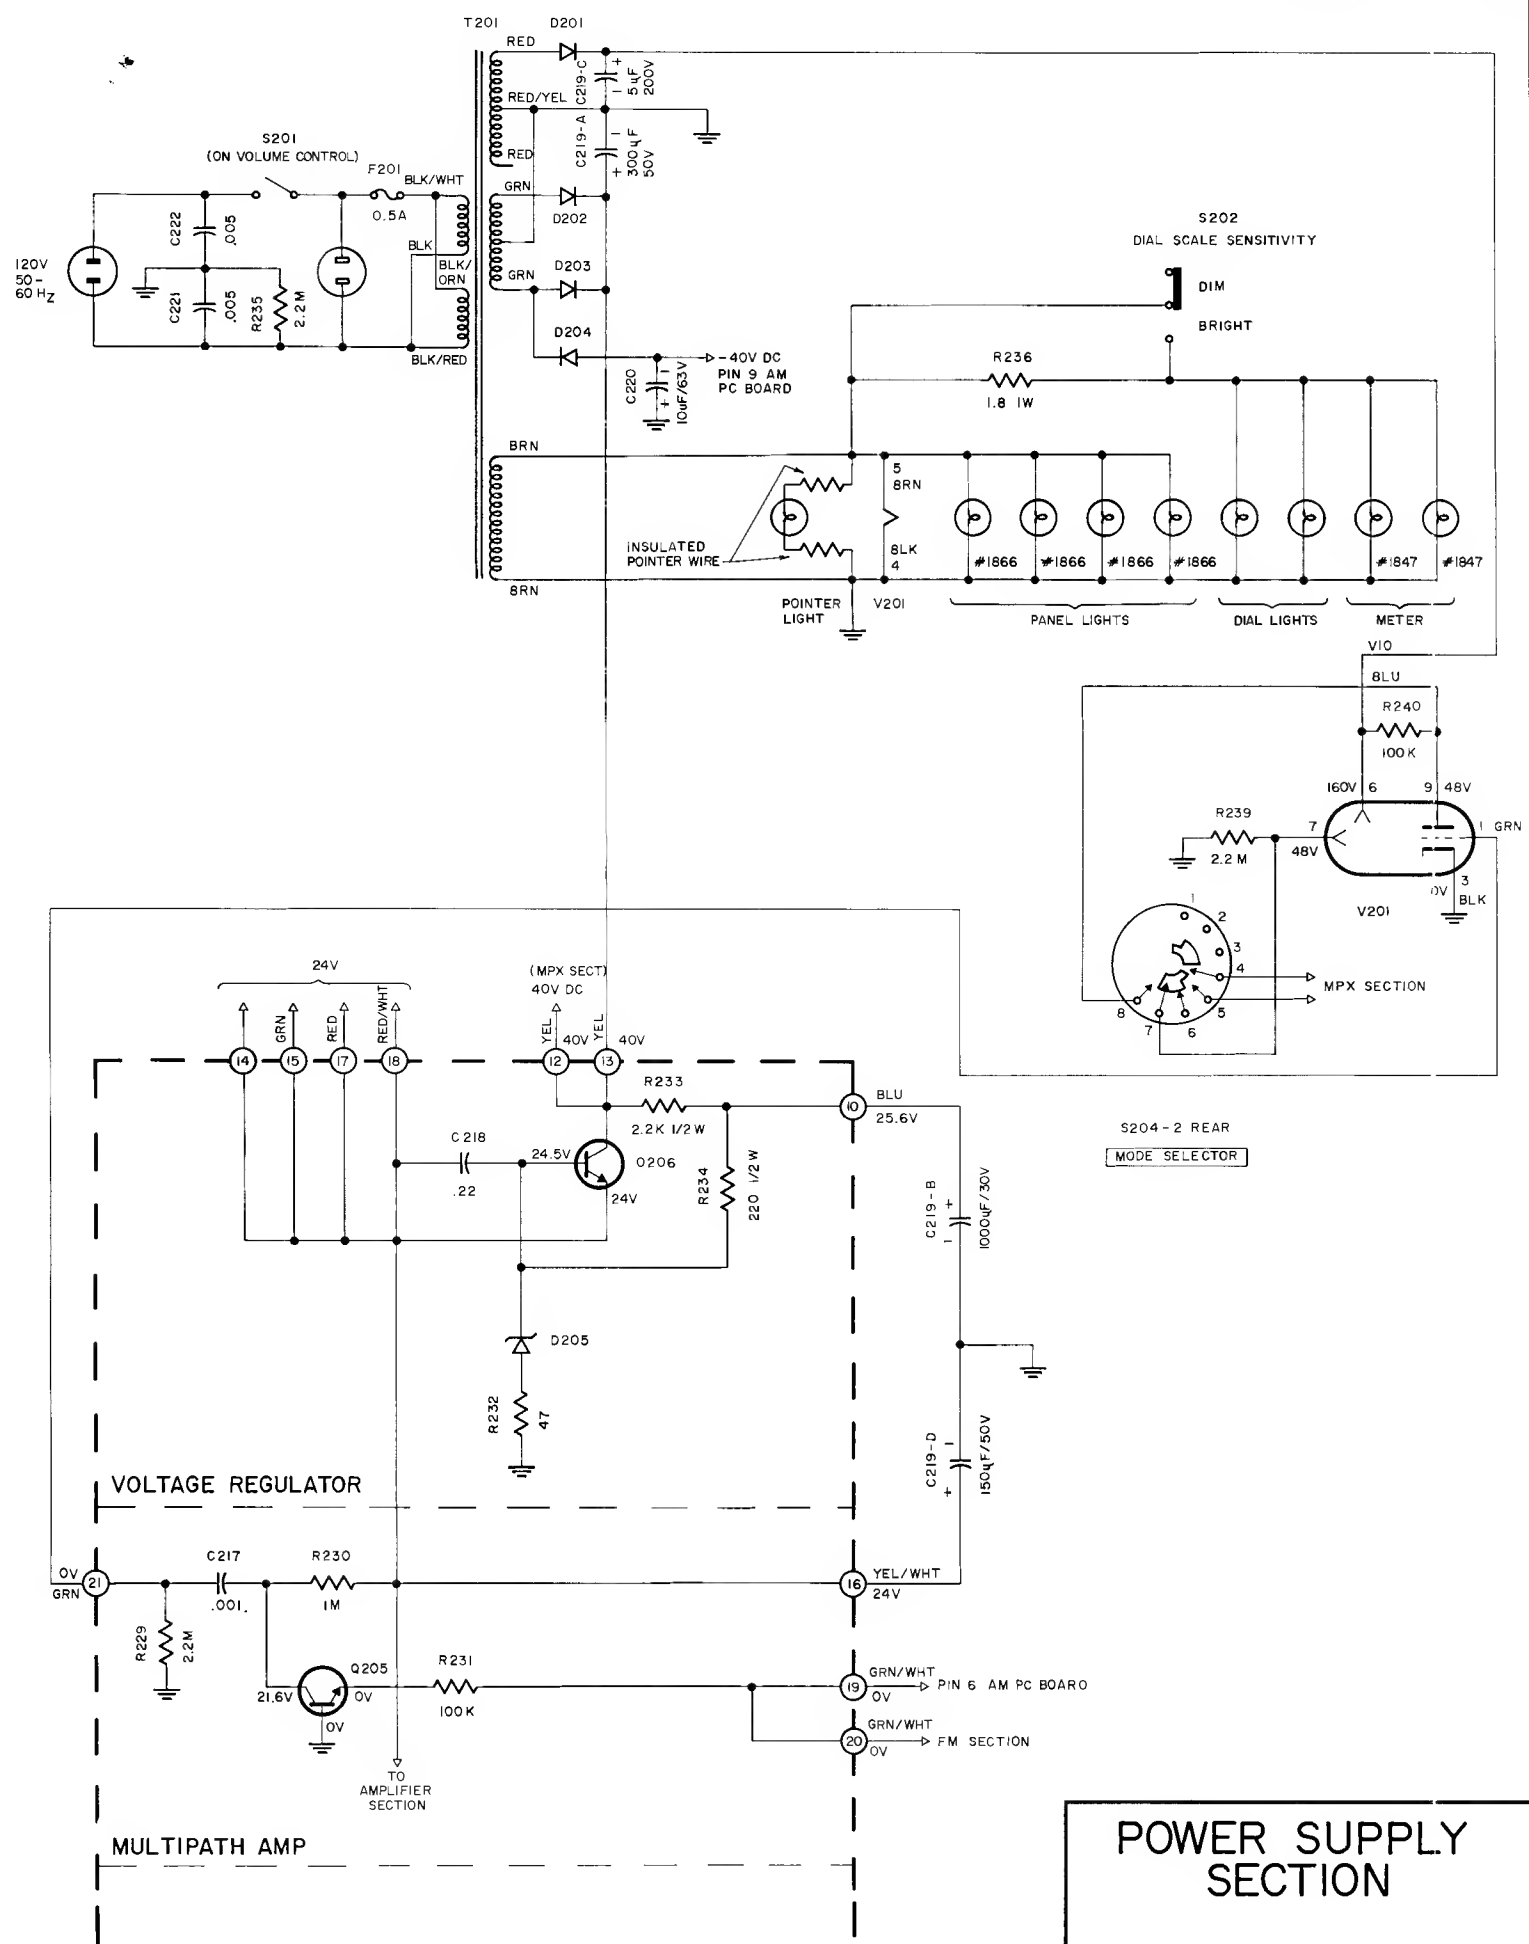 T201
D201
RED
C219-C
+
5µF
200V
-
RED/YEL
C219-A
-
300µF
50V
+
RED
S201
(ON VOLUME CONTROL)
F201
BLK/WHT
0.5A
GRN
D202
C222
.005
BLK
BLK/
ORN
GRN
D203
120V
50-
60 Hz
C221
.005
R235
2.2M
BLK/RED
D204
-40V DC
PIN 9 AM
PC BOARD
C220
-
+
10uF/63V
S202
DIAL SCALE SENSITIVITY
DIM
BRIGHT
R236
1.8 1W
BRN
5
8RN
INSULATED
POINTER WIRE
8LK
4
#1866
#1866
#1866
#1866
#1847
#1847
8RN
POINTER
LIGHT
V201
PANEL LIGHTS
DIAL LIGHTS
METER
VIO
8LU
R240
100K
160V
6
9
48V
R239
2.2M
7
48V
1
GRN
0V
3
BLK
V201
1
2
3
4
5
6
7
8
MPX SECTION
S204-2 REAR
MODE SELECTOR
24V
(MPX SECT)
40V DC
GRN
RED
RED/WHT
YEL
40V
YEL
40V
14
15
17
18
12
13
R233
2.2K 1/2W
10
BLU
25.6V
C218
.22
24.5V
Q206
24V
R234
220 1/2W
C219-B
+
-
1000µF/30V
D205
R232
47
C219-D
-
+
150µF/50V
VOLTAGE REGULATOR
0V
GRN
21
C217
.001
R230
1M
16
YEL/WHT
24V
R229
2.2M
Q205
21.6V
0V
0V
R231
100K
GRN/WHT
19
0V
PIN 6 AM PC BOARD
GRN/WHT
20
0V
FM SECTION
TO
AMPLIFIER
SECTION
MULTIPATH AMP
POWER SUPPLY
SECTION